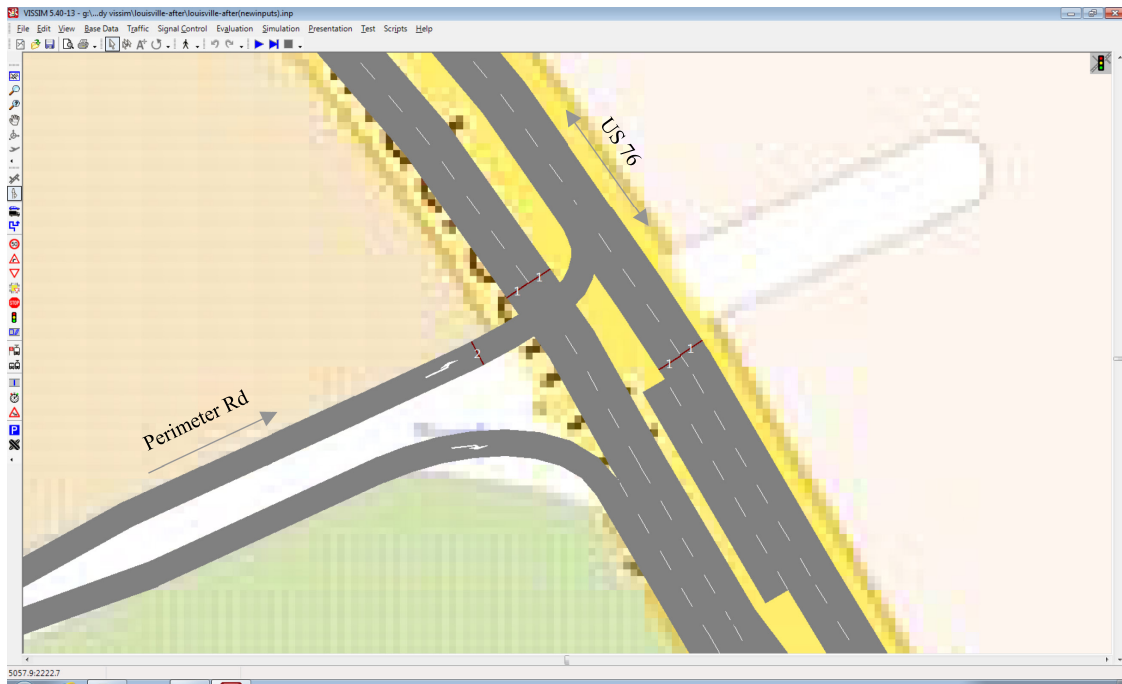 VISSIM 5.40-13 - g:\...dy vissim\louisville-after\louisville-after(newinputs).inp
File Edit View Base Data Traffic Signal Control Evaluation Simulation Presentation Test Scripts Help
US 76
1 1
2
1 1
Perimeter Rd
50
STOP
P
5057.9:2222.7